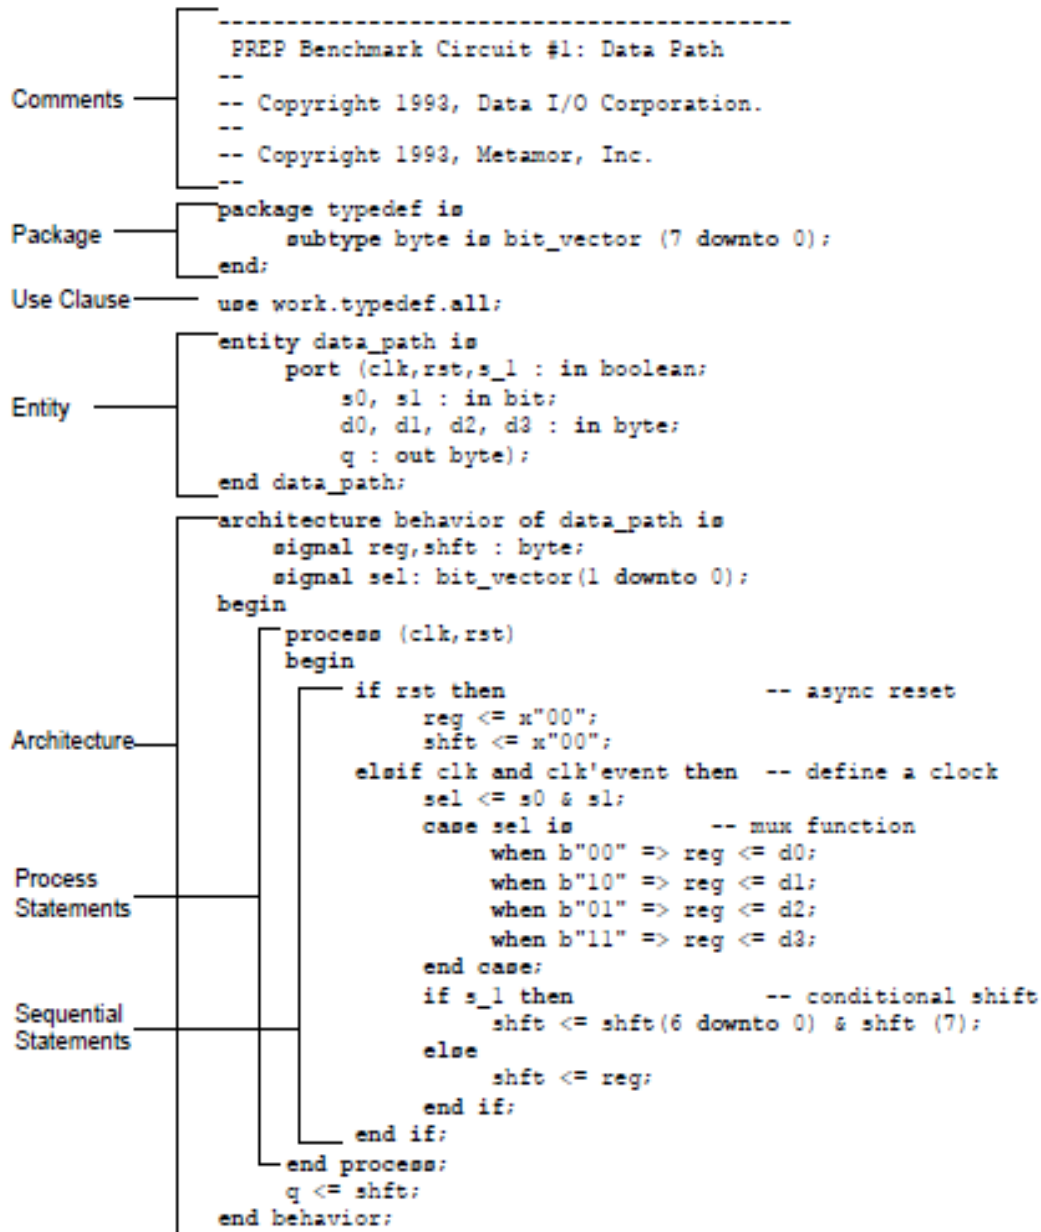 ------------------------------------------
PREP Benchmark Circuit #1: Data Path
--
Comments
-- Copyright 1993, Data I/O Corporation.
--
-- Copyright 1993, Metamor, Inc.
--
package typedef is
Package
subtype byte is bit_vector (7 downto 0);
end;
Use Clause
use work.typedef.all;
entity data_path is
port (clk,rst,s_1 : in boolean;
s0, s1 : in bit;
Entity
d0, d1, d2, d3 : in byte;
q : out byte);
end data_path;
architecture behavior of data_path is
signal reg,shft : byte;
signal sel: bit_vector(1 downto 0);
begin
process (clk,rst)
begin
if rst then -- async reset
reg <= x"00";
Architecture
shft <= x"00";
elsif clk and clk'event then -- define a clock
sel <= s0 & s1;
case sel is -- mux function
when b"00" => reg <= d0;
Process
Statements
when b"10" => reg <= d1;
when b"01" => reg <= d2;
when b"11" => reg <= d3;
end case;
if s_1 then -- conditional shift
Sequential
Statements
shft <= shft(6 downto 0) & shft (7);
else
shft <= reg;
end if;
end if;
end process;
q <= shft;
end behavior;